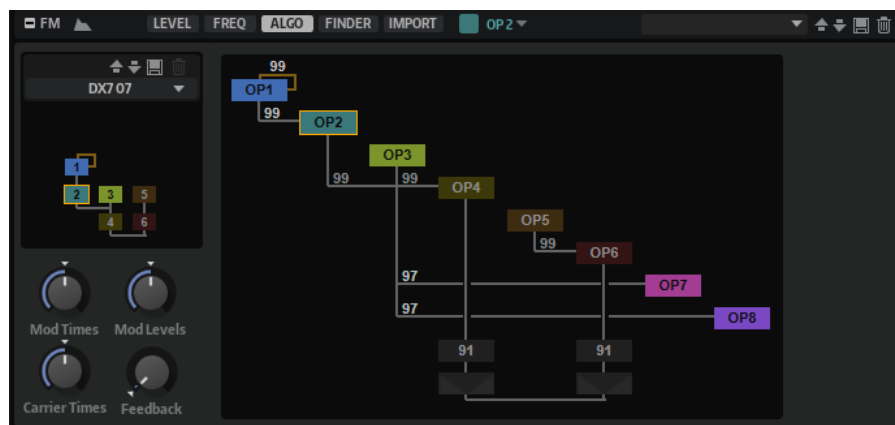 FM LEVEL FREQ ALGO FINDER IMPORT OP2
DX7 07
1
2 3 5
4 6
Mod Times Mod Levels
Carrier Times Feedback
99
OP1
99 OP2
OP3
99 99 OP4
OP5
99 OP6
97 OP7
97 OP8
91 91